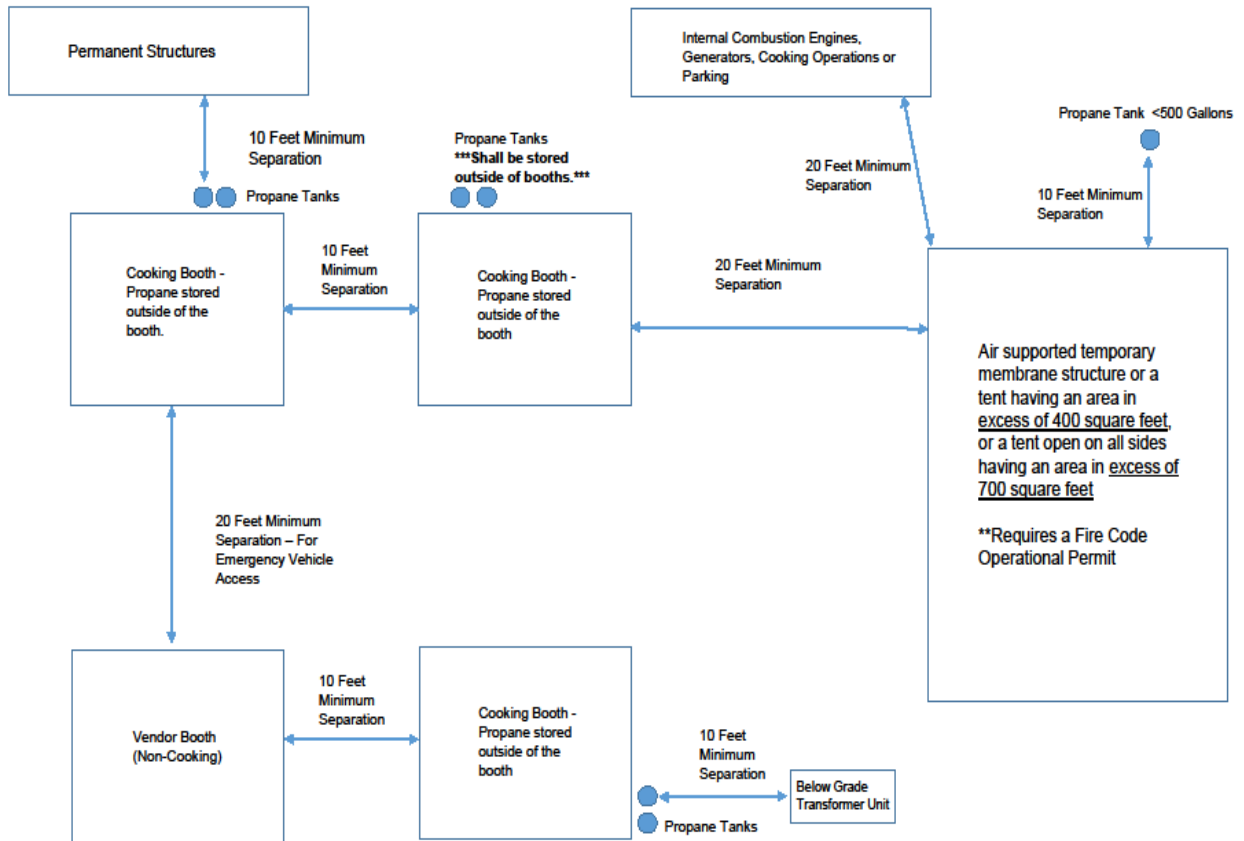 Permanent Structures
Internal Combustion Engines,
Generators, Cooking Operations or
Parking
10 Feet Minimum
Separation
Propane Tanks
Propane Tanks
***Shall be stored
outside of booths.***
20 Feet Minimum
Separation
Propane Tank <500 Gallons
10 Feet Minimum
Separation
Cooking Booth -
Propane stored
outside of the
booth.
10 Feet
Minimum
Separation
Cooking Booth -
Propane stored
outside of the
booth
20 Feet Minimum
Separation
Air supported temporary
membrane structure or a
tent having an area in
excess of 400 square feet,
or a tent open on all sides
having an area in excess of
700 square feet
**Requires a Fire Code
Operational Permit
20 Feet Minimum
Separation – For
Emergency Vehicle
Access
Vendor Booth
(Non-Cooking)
10 Feet
Minimum
Separation
Cooking Booth -
Propane stored
outside of the
booth
10 Feet
Minimum
Separation
Below Grade
Transformer Unit
Propane Tanks